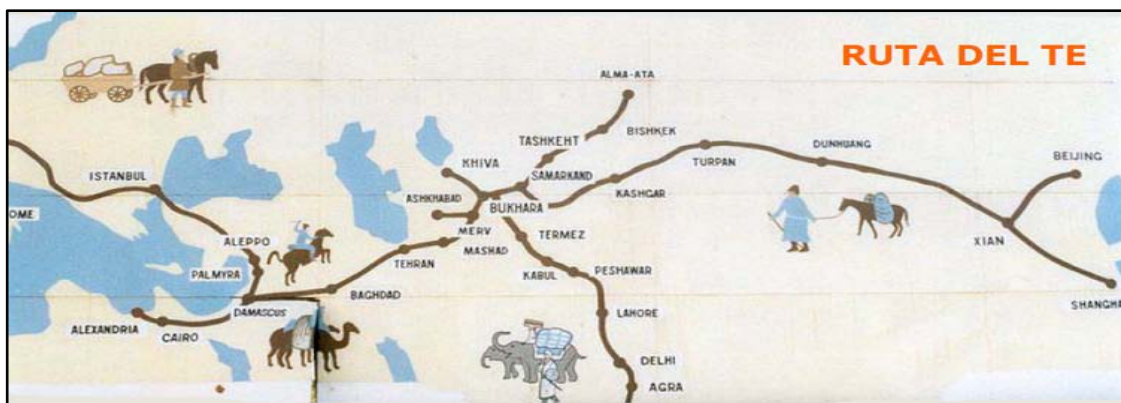 RUTA DEL TE
ALMA-ATA
BISHKEK
TASHKEHT
DUNHUANG
TURPAN
BEIJING
KHIVA
SAMARKAND
KASHGAR
ISTANBUL
ASHKHABAD
BUKHARA
OME
MERV
TERMEZ
XIAN
ALEPPO
MASHAD
TEHRAN
KABUL
PESHAWAR
PALMYRA
BAGHDAD
SHANGHA
DAMASCUS
LAHORE
ALEXANDRIA
CAIRO
DELHI
AGRA